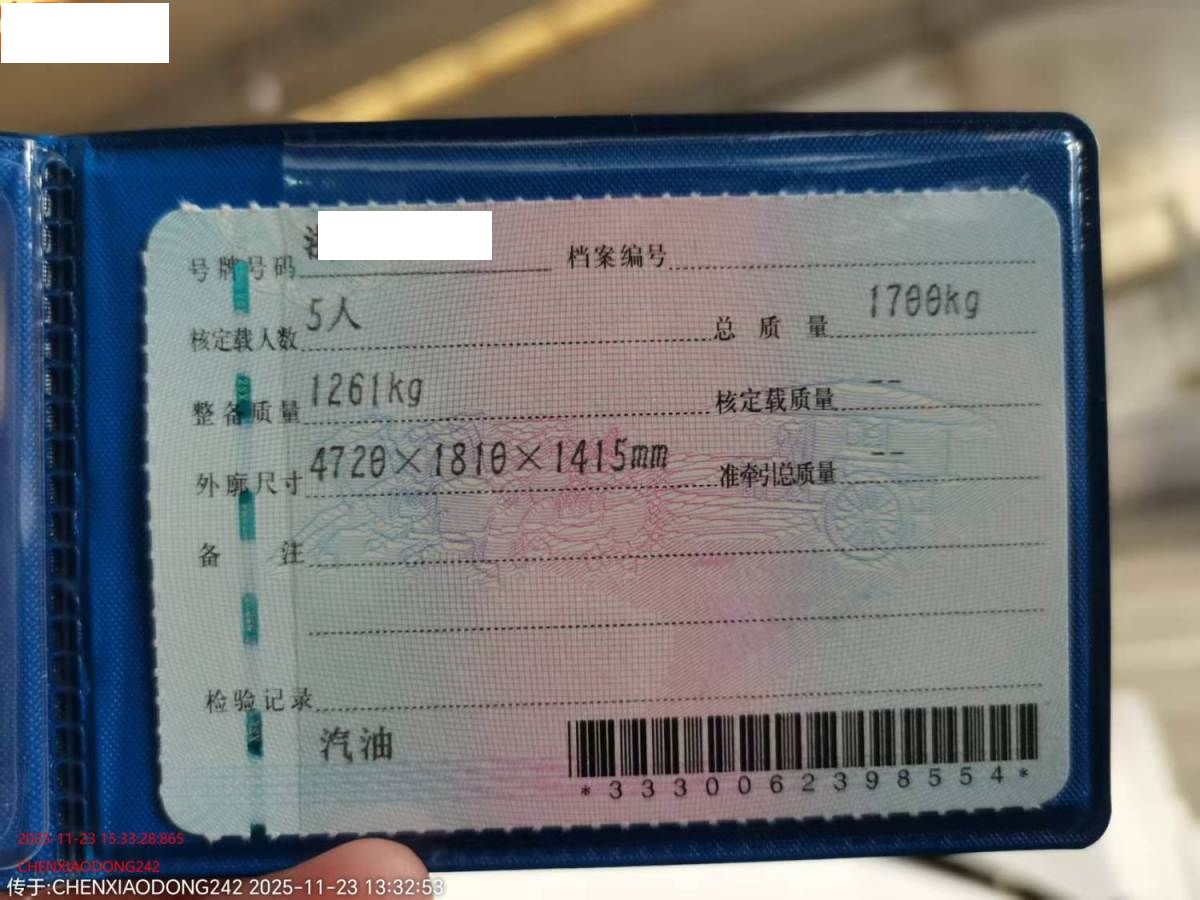 号牌号码 档案编号
核定载人数 5人 总质量 1700kg
整备质量 1261kg 核定载质量 --
外廓尺寸 4720×1810×1415mm 准牵引总质量 --
备注
检验记录
汽油
*3330062398554*
2025-11-23 15:33:28:865
CHENXIAODONG242
传于:CHENXIAODONG242 2025-11-23 13:32:53